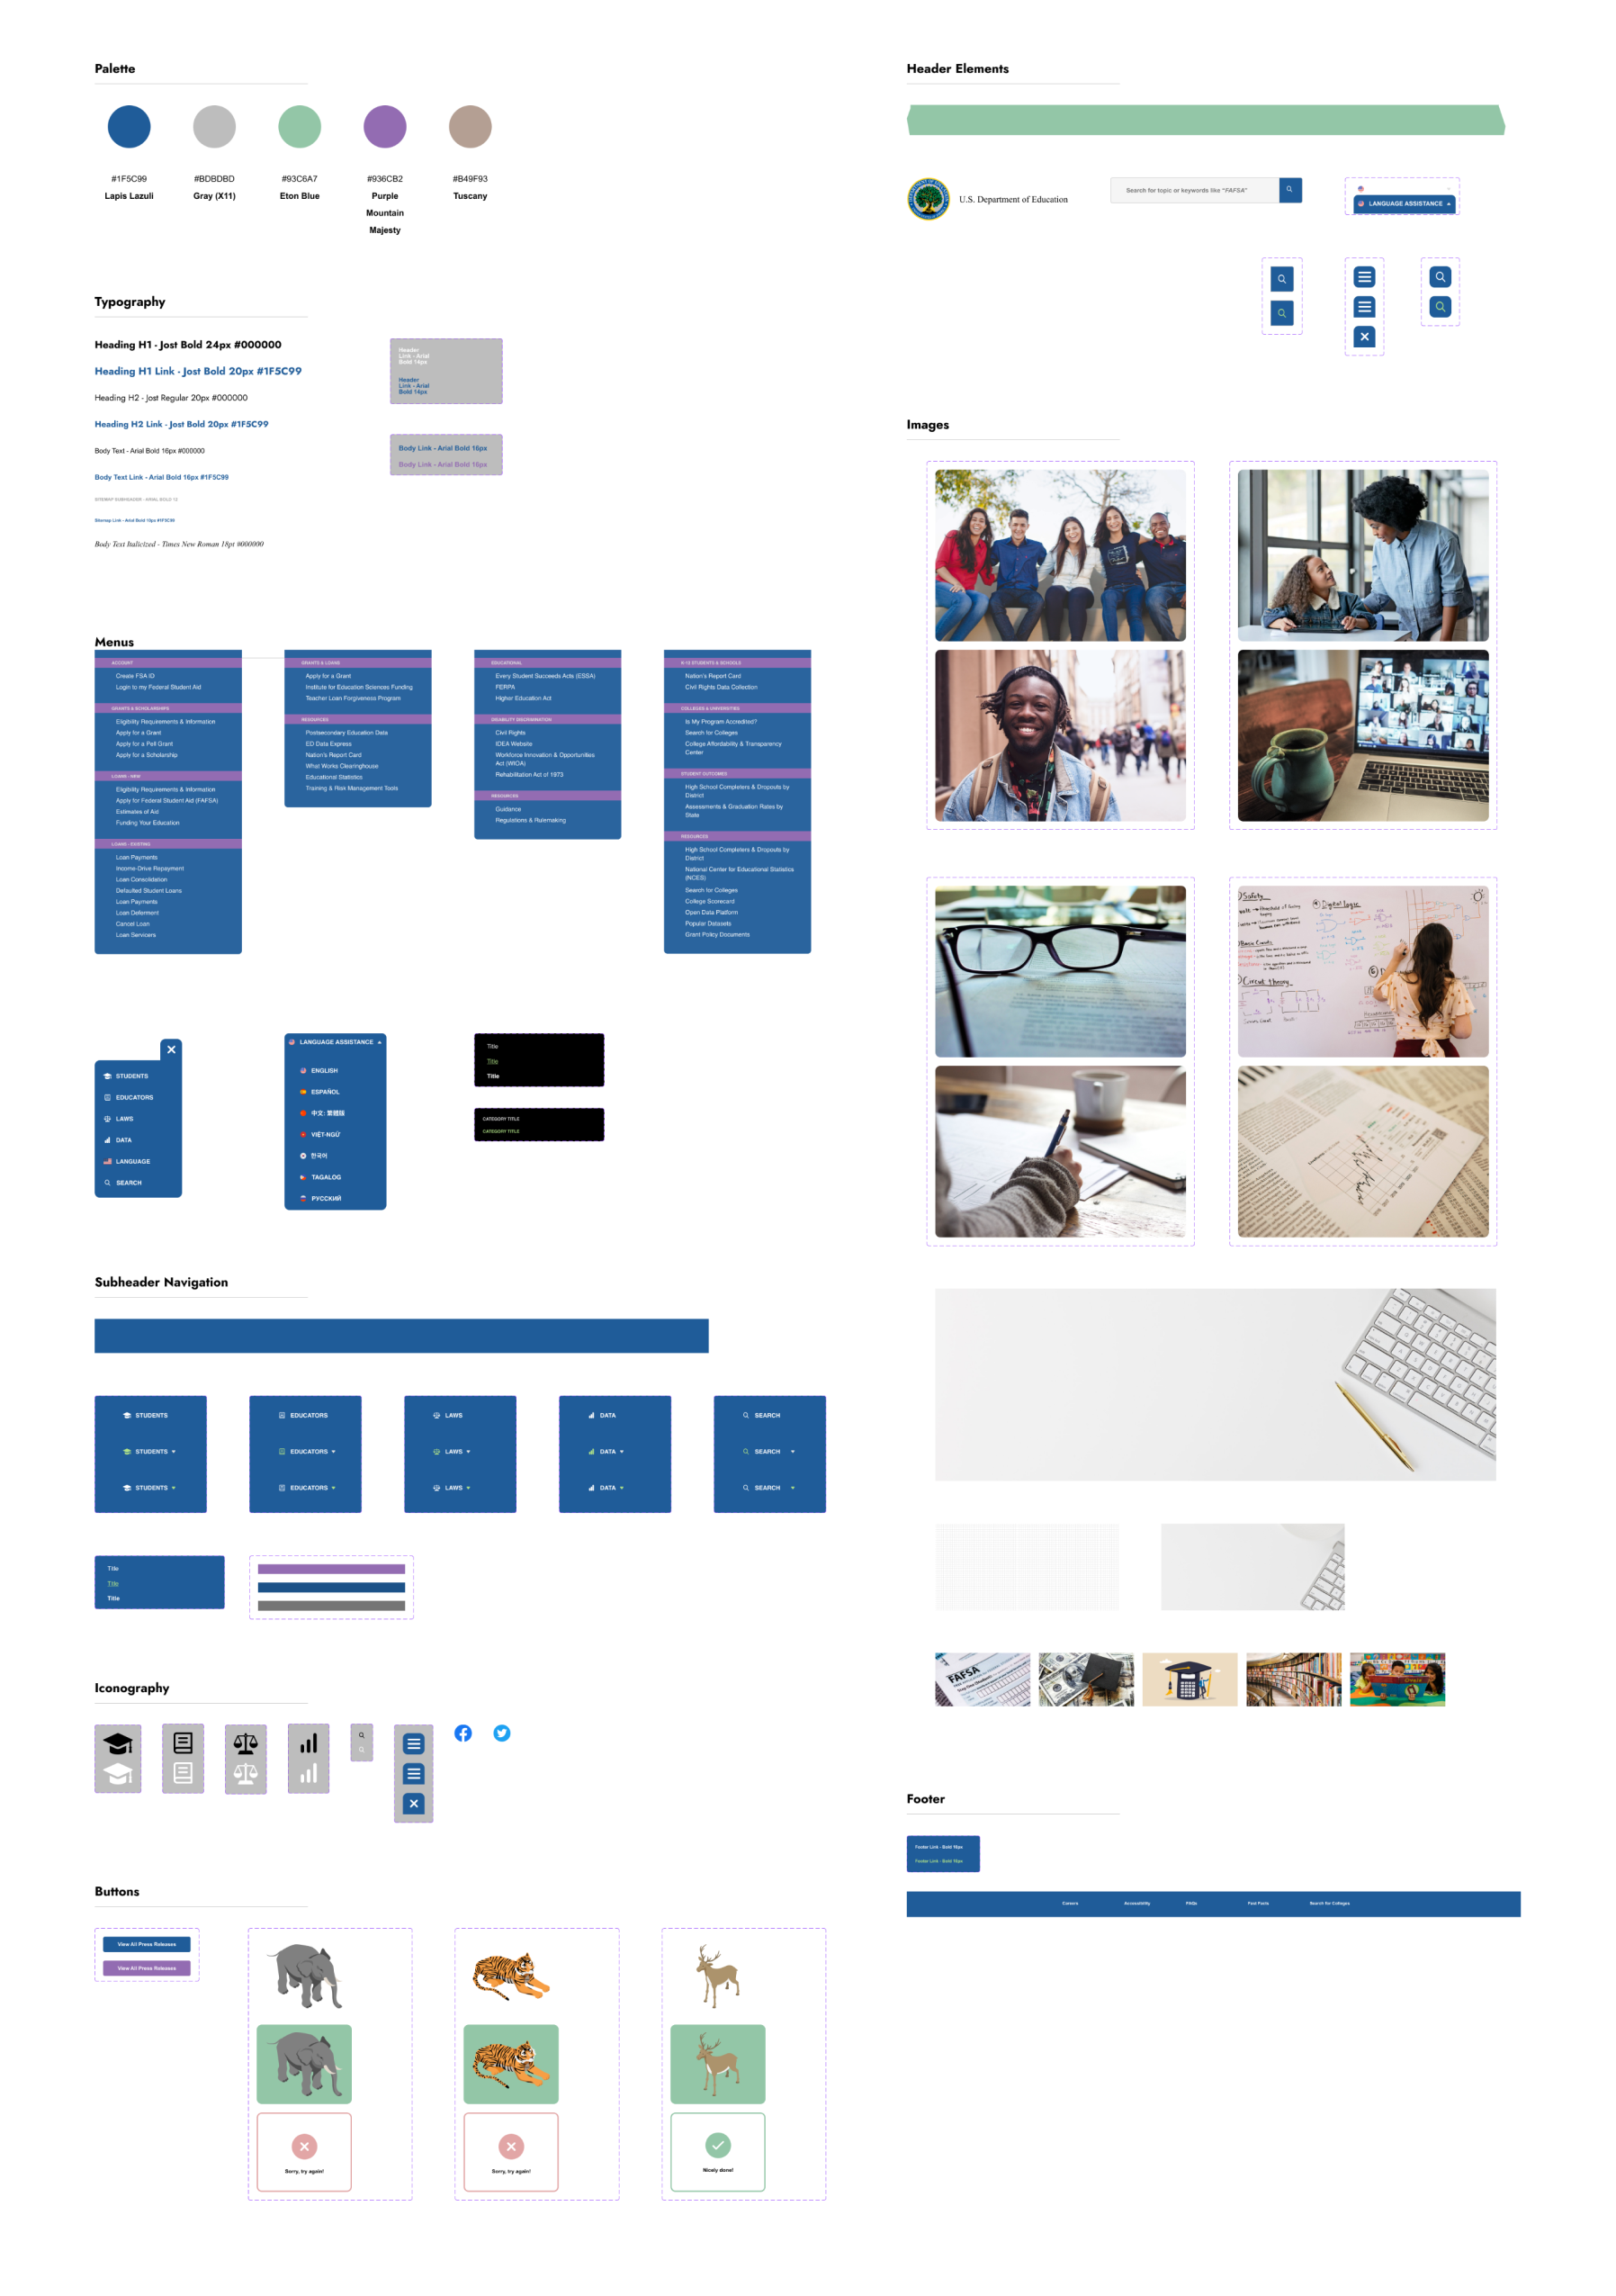 Palette
#1F5C99
Lapis Lazuli
#BDBDBD
Gray (X11)
#93C6A7
Eton Blue
#936CB2
Purple
Mountain
Majesty
#B49F93
Tuscany
Typography
Heading H1 - Jost Bold 24px #000000
Heading H1 Link - Jost Bold 20px #1F5C99
Heading H2 - Jost Regular 20px #000000
Heading H2 Link - Jost Bold 20px #1F5C99
Body Text - Arial Bold 16px #000000
Body Text Link - Arial Bold 16px #1F5C99
SITEMAP SUBHEADER - ARIAL BOLD 12
Sitemap Link - Arial Bold 10px #1F5C99
Body Text Italicized - Times New Roman 18pt #000000
Header
Link - Arial
Bold 16px
Header
Link - Arial
Bold 16px
Body Link - Arial Bold 16px
Body Link - Arial Bold 16px
Menus
ACCOUNT
Create FSA ID
Login to my Federal Student Aid
GRANTS & SCHOLARSHIPS
Eligibility Requirements & Information
Apply for a Grant
Apply for a Pell Grant
Apply for a Scholarship
LOANS - NEW
Eligibility Requirements & Information
Apply for Federal Student Aid (FAFSA)
Estimates of Aid
Funding Your Education
LOANS - EXISTING
Loan Payments
Income-Drive Repayment
Loan Consolidation
Defaulted Student Loans
Loan Payments
Loan Deferment
Cancel Loan
Loan Servicers
GRANTS & LOANS
Apply for a Grant
Institute for Education Sciences Funding
Teacher Loan Forgiveness Program
RESOURCES
Postsecondary Education Data
ED Data Express
Nation's Report Card
What Works Clearinghouse
Educational Statistics
Training & Risk Management Tools
EDUCATIONAL
Every Student Succeeds Acts (ESSA)
FERPA
Higher Education Act
DISABILITY DISCRIMINATION
Civil Rights
IDEA Website
Workforce Innovation & Opportunities
Act (WIOA)
Rehabilitation Act of 1973
RESOURCES
Guidance
Regulations & Rulemaking
K-12 STUDENTS & SCHOOLS
Nation's Report Card
Civil Rights Data Collection
COLLEGES & UNIVERSITIES
Is My Program Accredited?
Search for Colleges
College Affordability & Transparency
Center
STUDENT OUTCOMES
High School Completers & Dropouts by
District
Assessments & Graduation Rates by
State
RESOURCES
High School Completers & Dropouts by
District
National Center for Educational Statistics
(NCES)
Search for Colleges
College Scorecard
Open Data Platform
Popular Datasets
Grant Policy Documents
STUDENTS
EDUCATORS
LAWS
DATA
LANGUAGE
SEARCH
LANGUAGE ASSISTANCE
ENGLISH
ESPAÑOL
中文: 繁體版
VIỆT-NGỮ
한국어
TAGALOG
РУССКИЙ
Title
Title
Title
CATEGORY TITLE
CATEGORY TITLE
Subheader Navigation
STUDENTS
STUDENTS
STUDENTS
EDUCATORS
EDUCATORS
EDUCATORS
LAWS
LAWS
LAWS
DATA
DATA
DATA
SEARCH
SEARCH
SEARCH
Title
Title
Title
Iconography
Buttons
View All Press Releases
View All Press Releases
Sorry, try again!
Sorry, try again!
Nicely done!
Header Elements
U.S. Department of Education
Search for topic or keywords like "FAFSA"
LANGUAGE ASSISTANCE
Images
Safety
Digital logic
Circuit theory
FAFSA
Footer
Footer Link - Bold 16px
Footer Link - Bold 16px
Careers
Accessibility
FAQs
Fast Facts
Search for Colleges